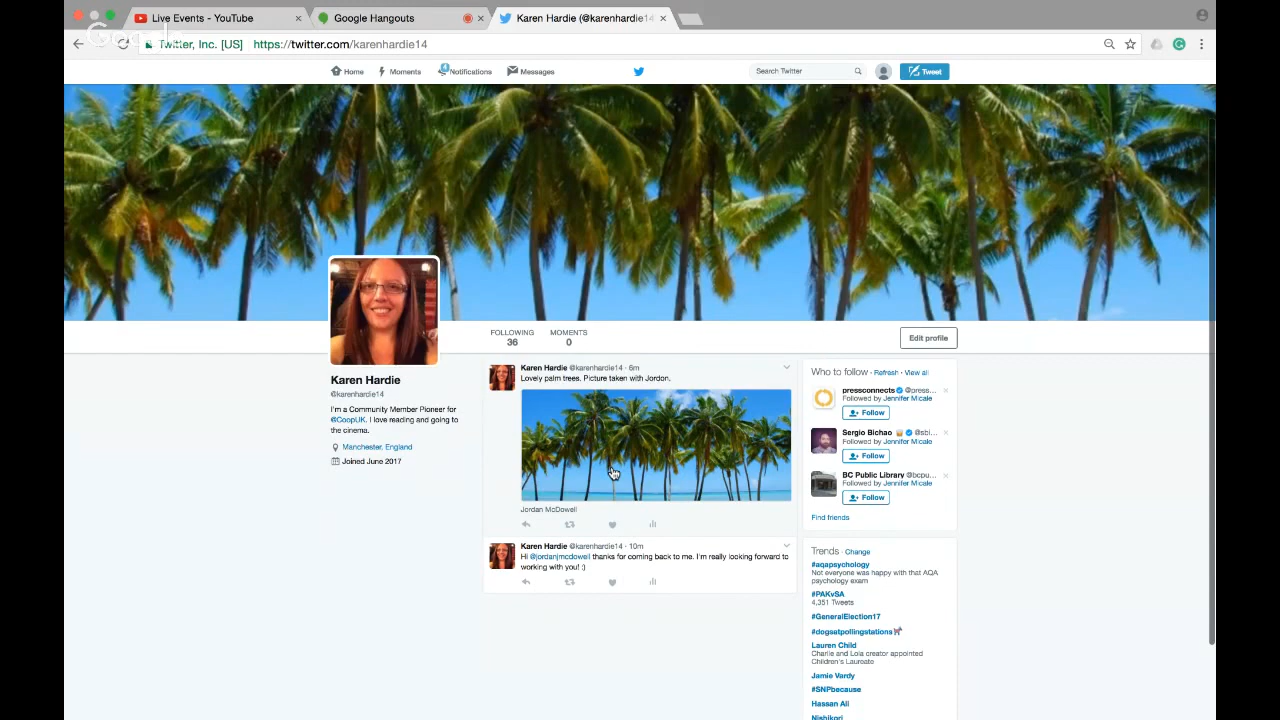 Live Events - YouTube
Google Hangouts
Karen Hardie (@karenhardie14
Google
Twitter, Inc. [US]
https://twitter.com/karenhardie14
Home
Moments
4
Notifications
Messages
Search Twitter
Tweet
FOLLOWING
36
MOMENTS
0
Edit profile
Karen Hardie
@karenhardie14
I'm a Community Member Pioneer for
@CoopUK. I love reading and going to
the cinema.
Manchester, England
Joined June 2017
Karen Hardie @karenhardie14 · 6m
Lovely palm trees. Picture taken with Jordon.
Jordan McDowell
Karen Hardie @karenhardie14 · 10m
Hi @jordanjmcdowell thanks for coming back to me. I'm really looking forward to
working with you! :)
Who to follow · Refresh · View all
pressconnects @press...
Followed by Jennifer Micale
Follow
Sergio Bichao @sbi...
Followed by Jennifer Micale
Follow
BC Public Library @bcpu...
Followed by Jennifer Micale
Follow
Find friends
Trends · Change
#aqapsychology
Not everyone was happy with that AQA
psychology exam
#PAKvSA
4,351 Tweets
#GeneralElection17
#dogsatpollingstations
Lauren Child
Charlie and Lola creator appointed
Children's Laureate
Jamie Vardy
#SNPbecause
Hassan Ali
Nishikori